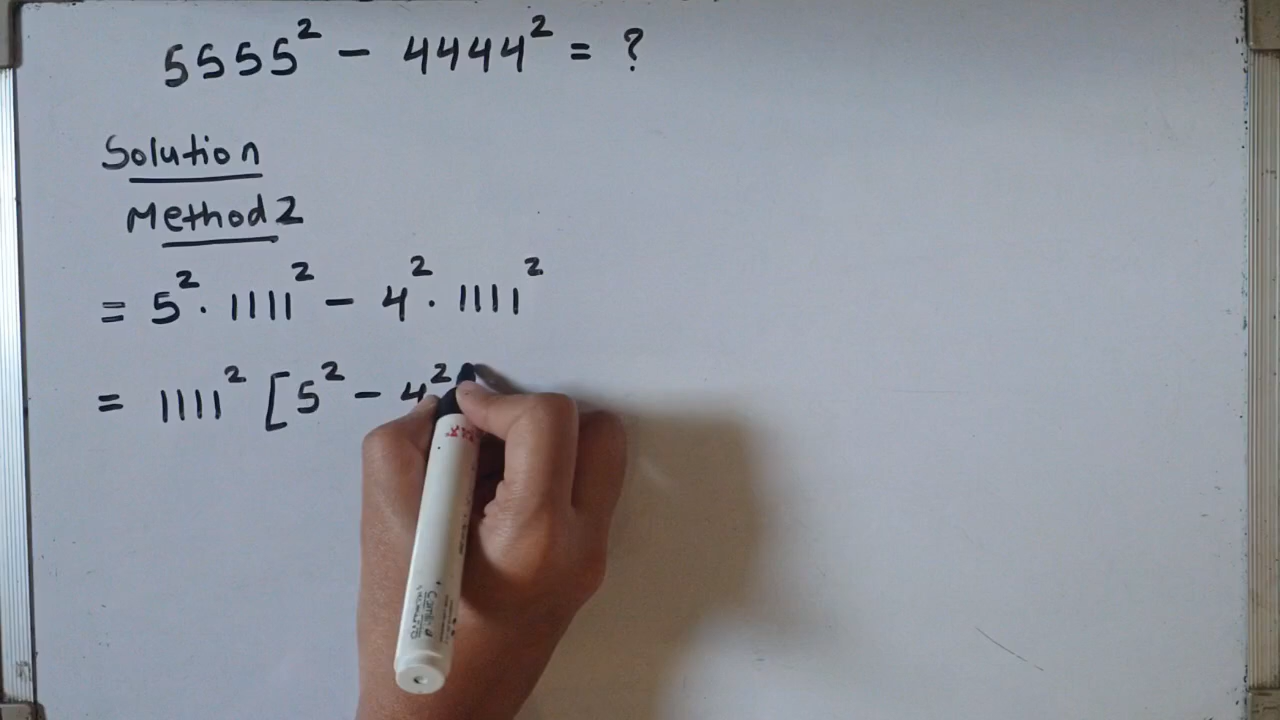 5555² - 4444² = ?
Solution
Method 2
= 5² · 1111² - 4² · 1111²
= 1111² [5² - 4²